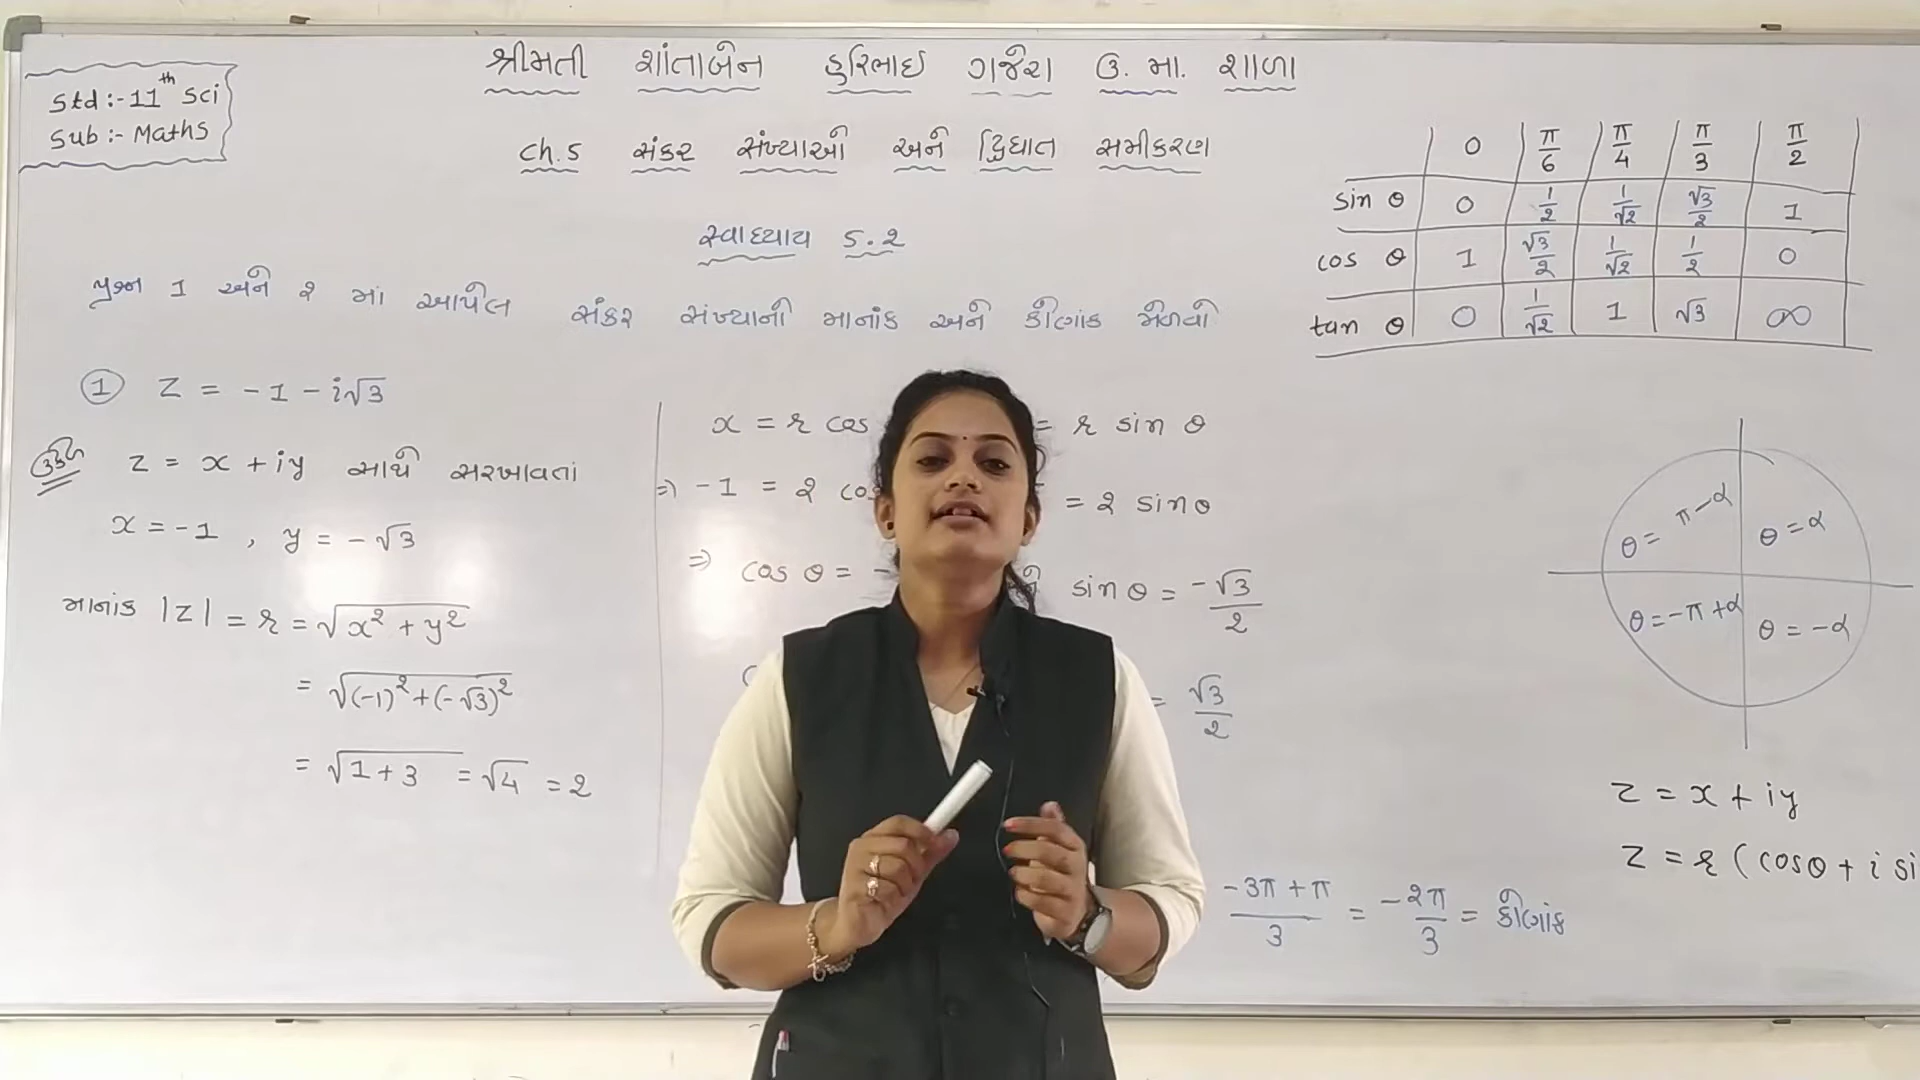 Std :- 11th Sci
Sub :- Maths
શ્રીમતી શાંતાબેન હરિભાઇ ગજેરા ઉ. મા. શાળા
Ch. 5 સંકર સંખ્યાઓ અને દ્વિઘાત સમીકરણ
સ્વાધ્યાય 5.2
પ્રશ્ન 1 અને 2 માં આપેલ સંકર સંખ્યાની માનાંક અને કોણાંક મેળવો
0 π/6 π/4 π/3 π/2
sin θ 0 1/2 1/√2 √3/2 1
cos θ 1 √3/2 1/√2 1/2 0
tan θ 0 1/√2 1 √3 ∞
① Z = -1 - i√3
ઉકેલ z = x + iy સાથે સરખાવતાં
x = -1 , y = -√3
માનાંક |z| = r = √(x² + y²)
= √((-1)² + (-√3)²)
= √(1 + 3) = √4 = 2
x = r cos = r sin θ
⇒ -1 = 2 cos = 2 sin θ
⇒ cos θ = - sin θ = -√3/2
= √3/2
(-3π + π)/3 = -2π/3 = કોણાંક
θ = π - α
θ = α
θ = -π + α
θ = -α
z = x + iy
z = r (cosθ + i si